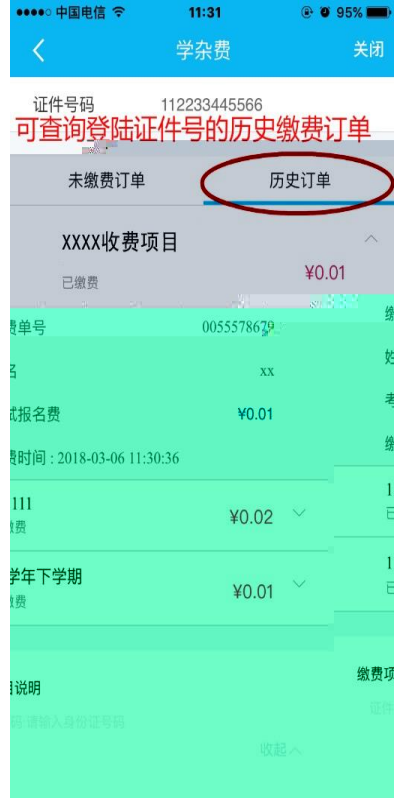 中国电信 11:31 95%
学杂费 关闭
证件号码 112233445566
可查询登陆证件号的历史缴费订单
未缴费订单 历史订单
XXXX收费项目
已缴费 ¥0.01
费单号 0055578679 缴
名 xx 姓
试报名费 ¥0.01 考
费时间 : 2018-03-06 11:30:36 缴
111 ¥0.02 1
缴费 已
学年下学期 ¥0.01 1
缴费 已
目说明 缴费项
码:请输入身份证号码 证件
收起